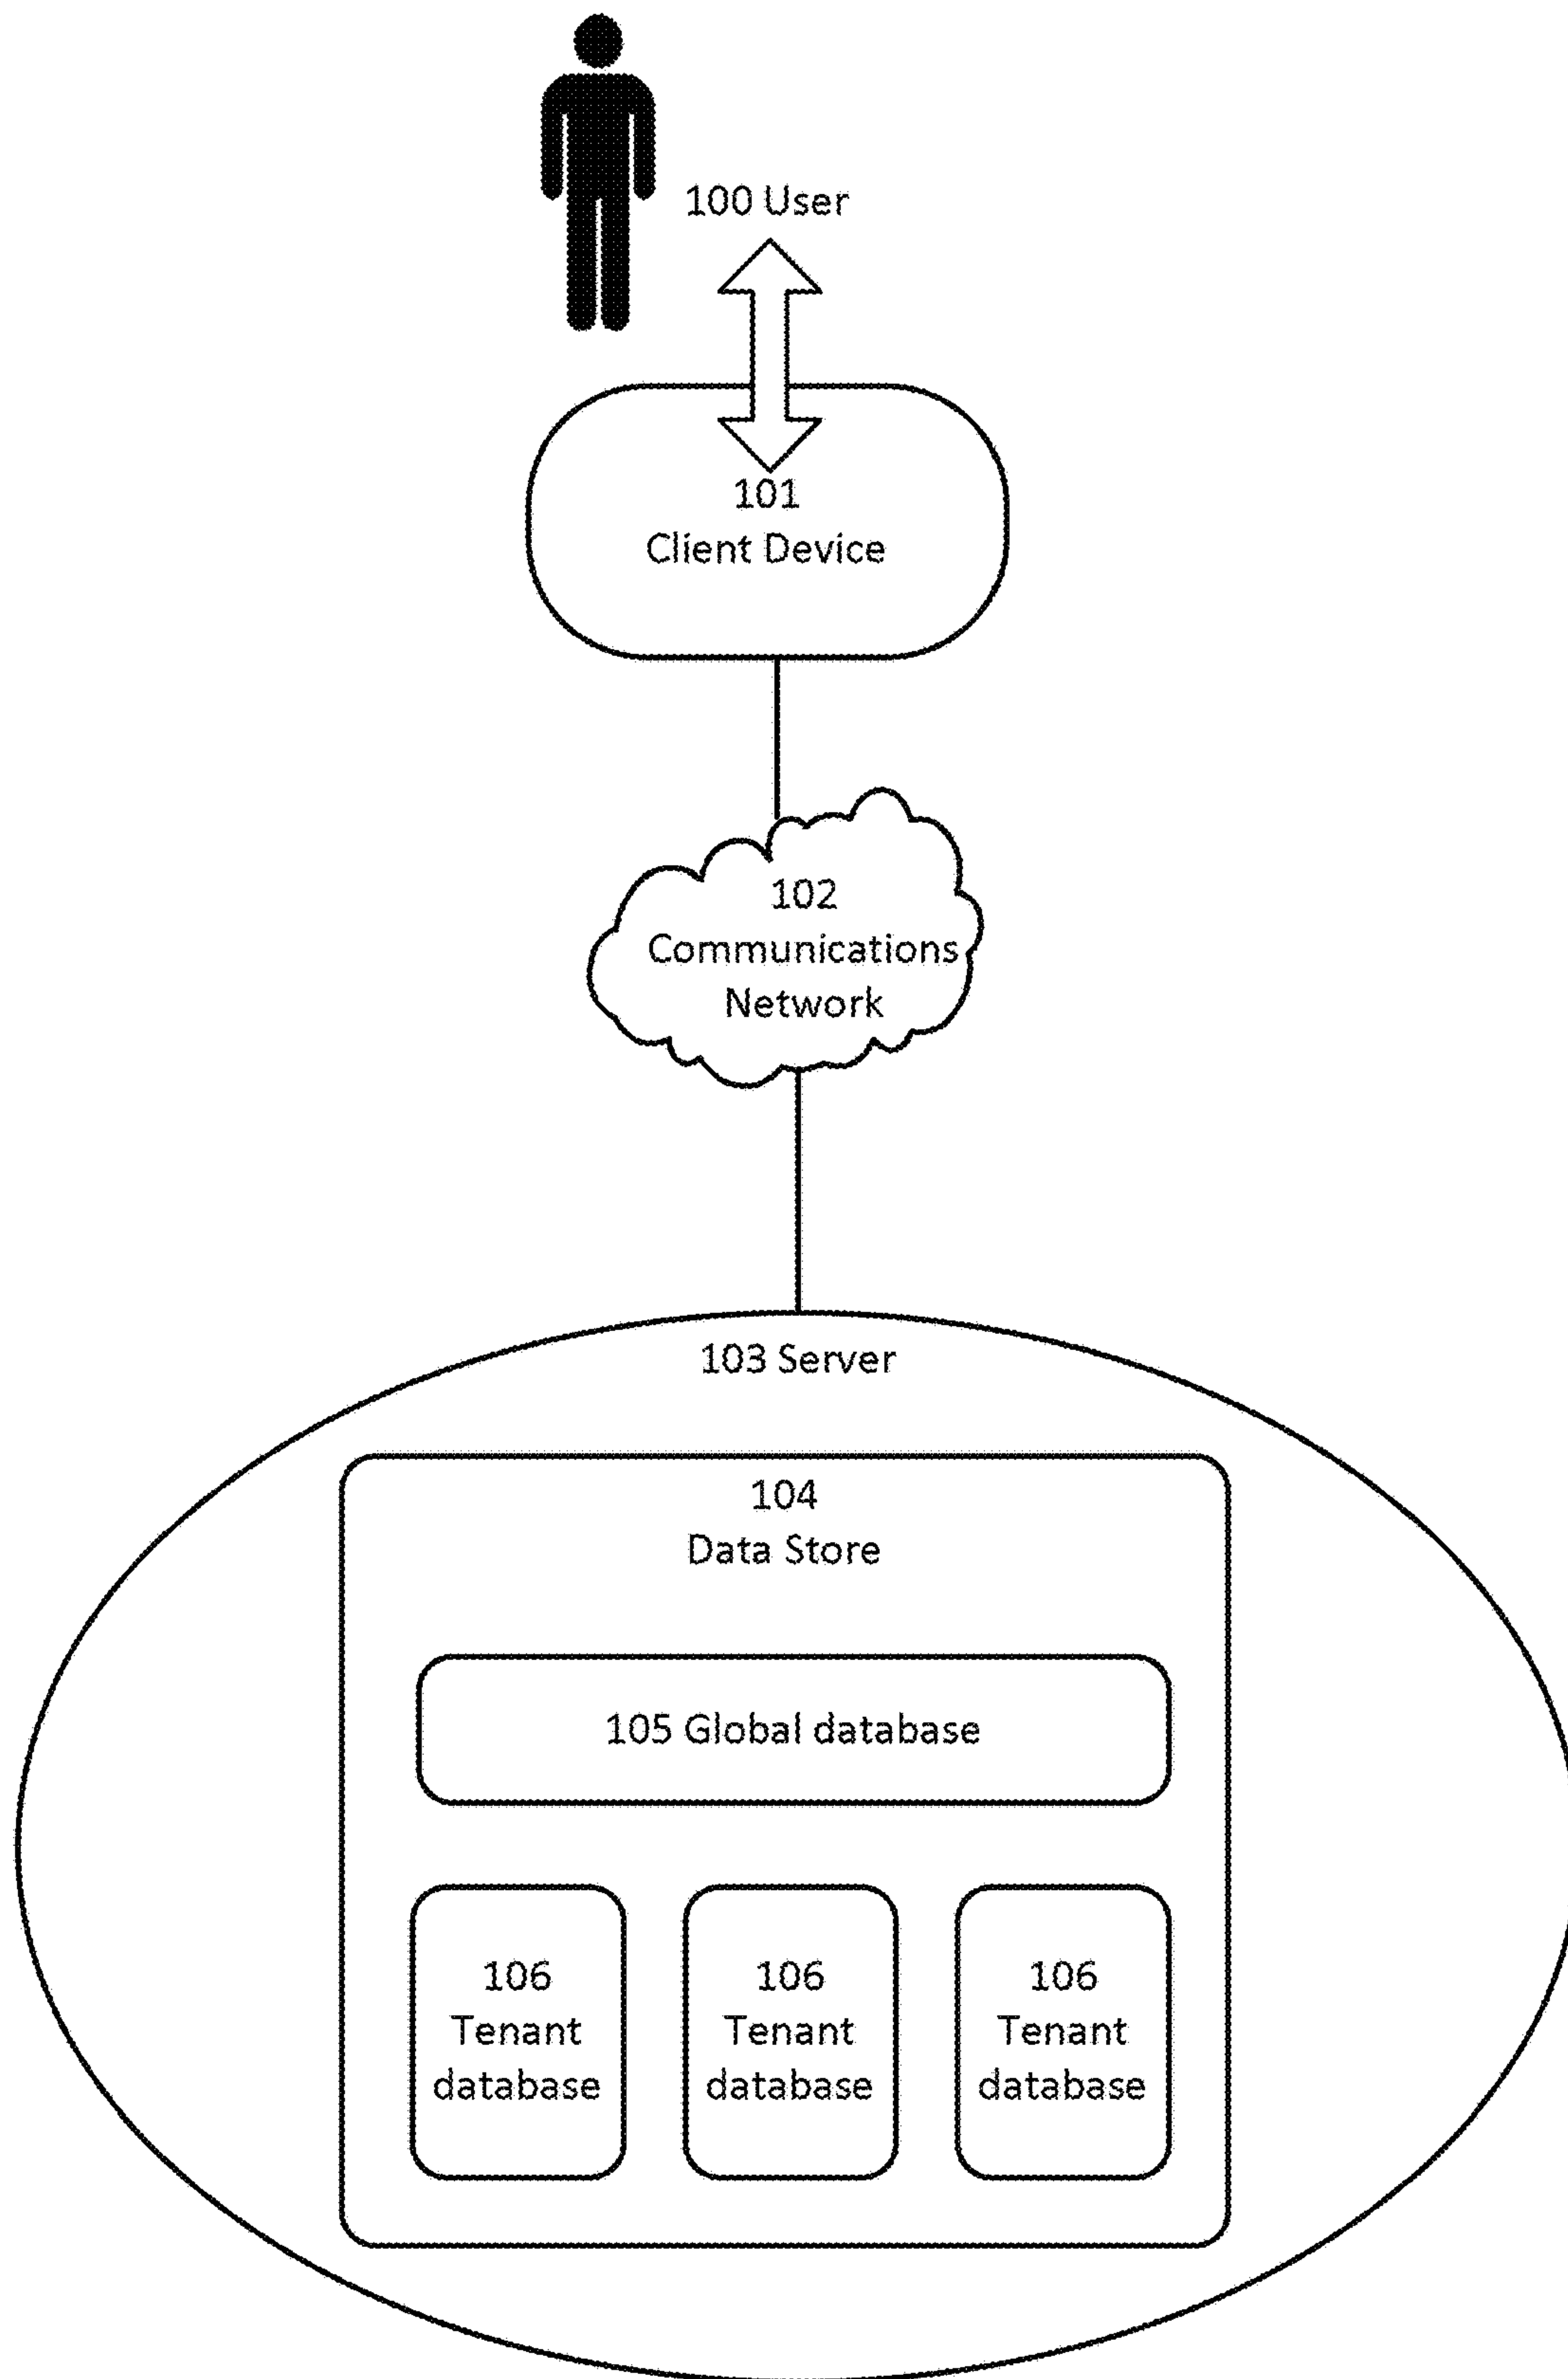 100 User
101
Client Device
102
Communications
Network
103 Server
104
Data Store
105 Global database
106
Tenant
database
106
Tenant
database
106
Tenant
database